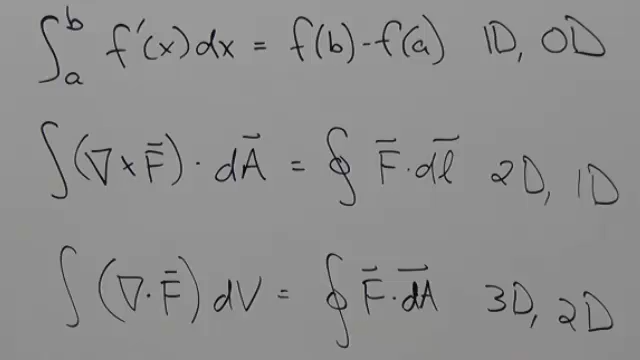 ∫ₐᵇ f′(x)dx = f(b)-f(a) 1D, 0D
∫(∇×F̄)·dA⃗ = ∮ F̄·dl̄ 2D, 1D
∫(∇·F̄)dV = ∮ F̄·dA⃗ 3D, 2D